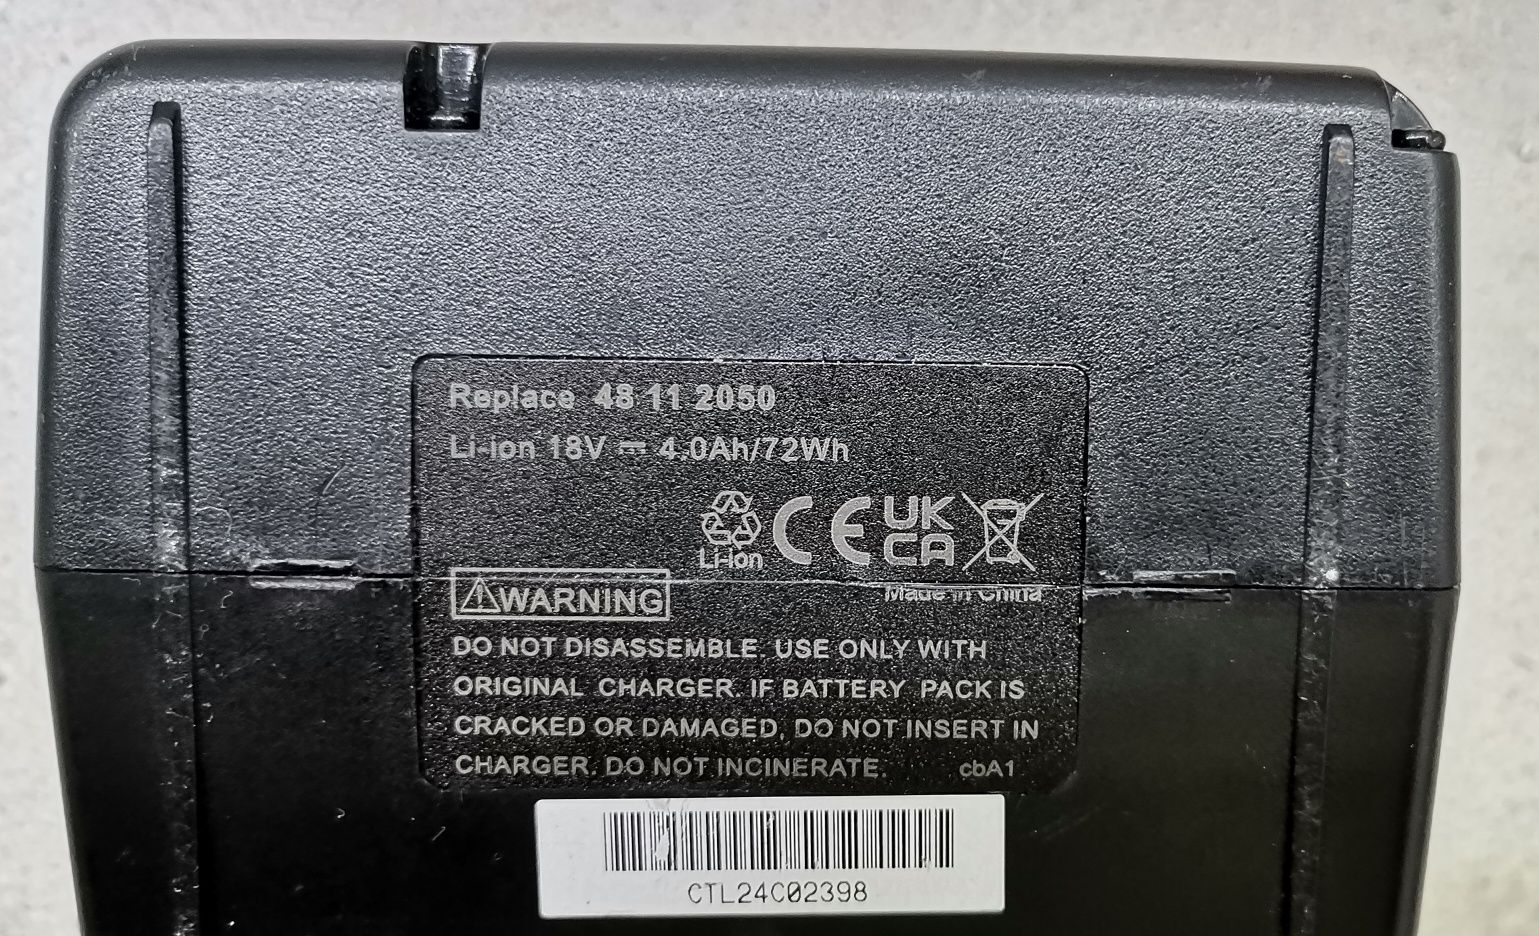 Replace 48 11 2050
Li-ion 18V ⎓ 4.0Ah/72Wh
Li-ion CE UK CA
Made in China
⚠WARNING
DO NOT DISASSEMBLE. USE ONLY WITH
ORIGINAL CHARGER. IF BATTERY PACK IS
CRACKED OR DAMAGED, DO NOT INSERT IN
CHARGER. DO NOT INCINERATE. cbA1
CTL24C02398